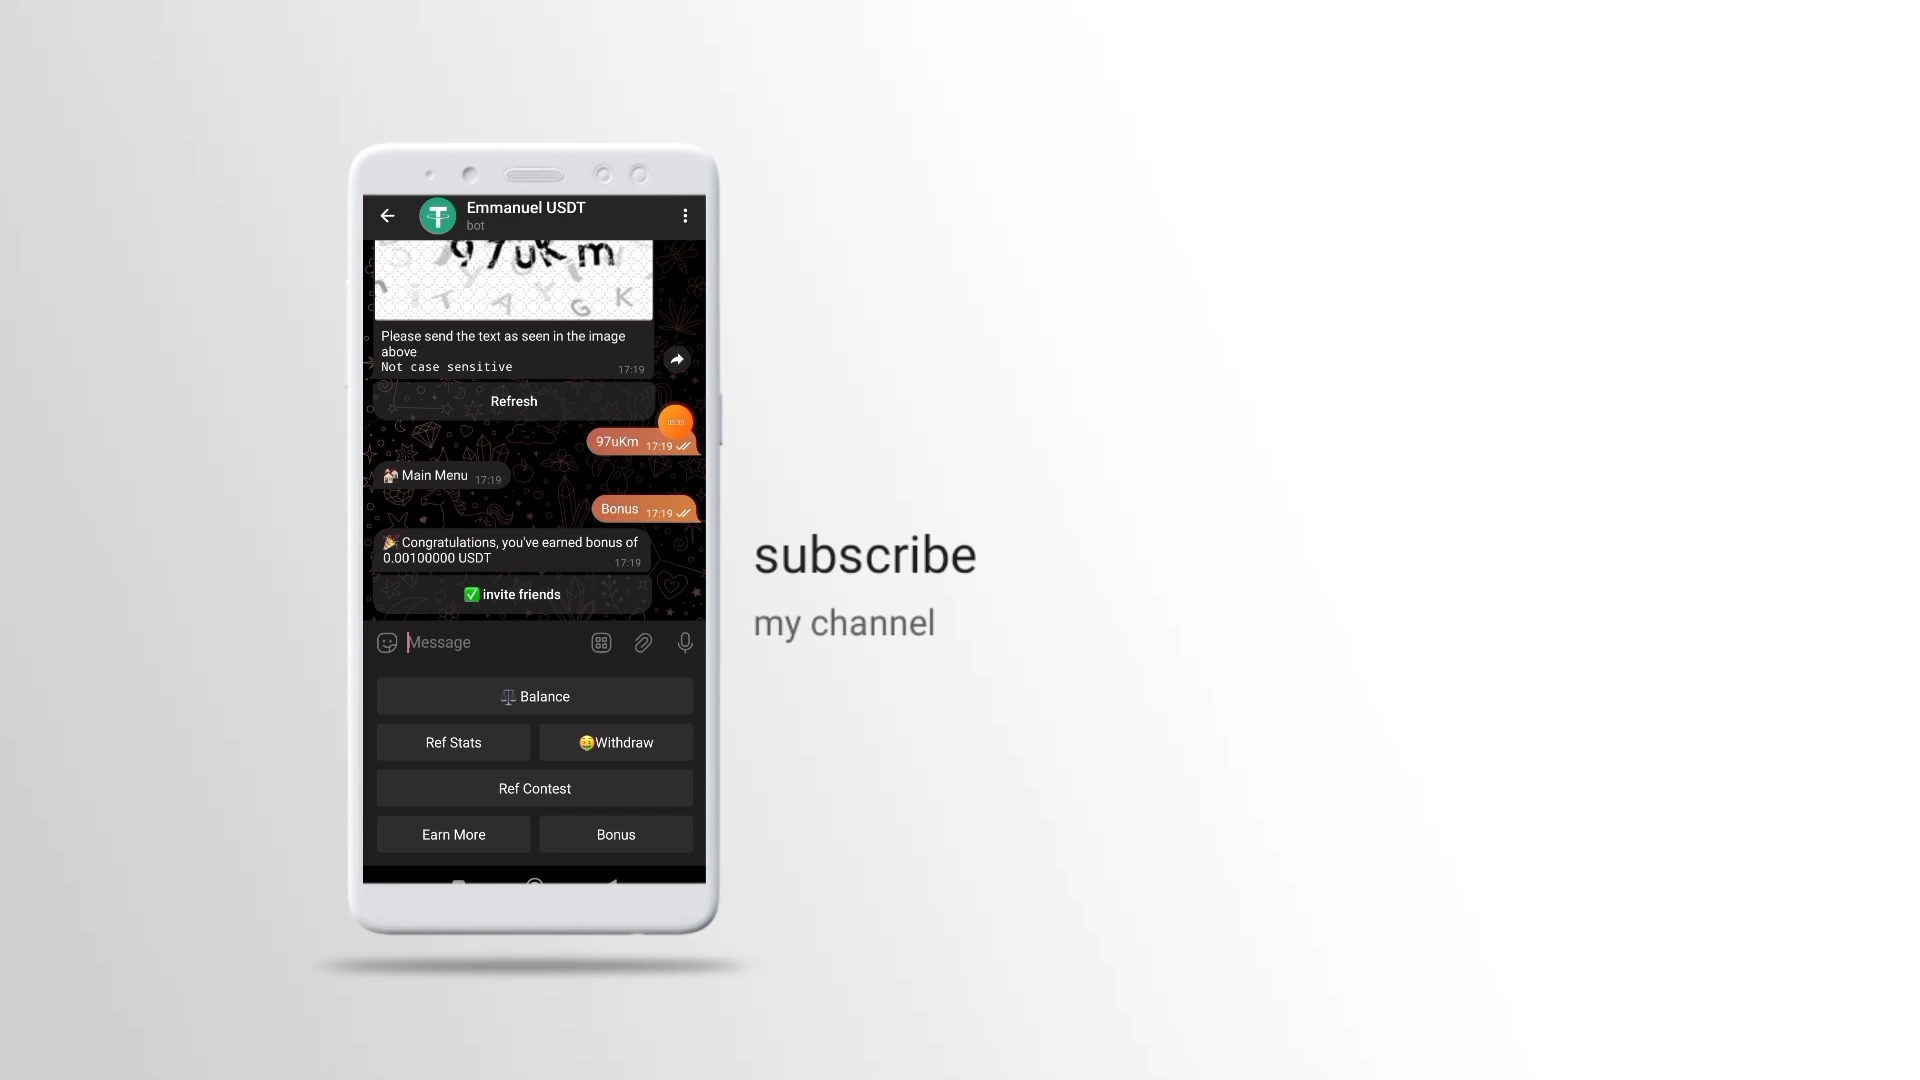 Emmanuel USDT
bot
97uKm
i T A Y G K
Please send the text as seen in the image
above
Not case sensitive
17:19
Refresh
03:35
97uKm 17:19
🏘 Main Menu 17:19
Bonus 17:19
🎉 Congratulations, you've earned bonus of
0.00100000 USDT
17:19
✅ invite friends
Message
⚖ Balance
Ref Stats
🤑Withdraw
Ref Contest
Earn More
Bonus
subscribe
my channel